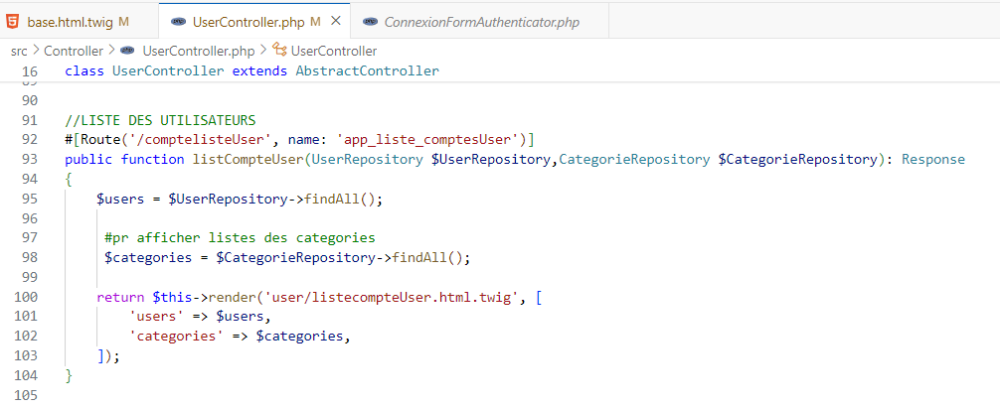 base.html.twig M UserController.php M ConnexionFormAuthenticator.php
src > Controller > UserController.php > UserController
16 class UserController extends AbstractController
90
91 //LISTE DES UTILISATEURS
92 #[Route('/comptelisteUser', name: 'app_liste_comptesUser')]
93 public function listCompteUser(UserRepository $UserRepository,CategorieRepository $CategorieRepository): Response
94 {
95 $users = $UserRepository->findAll();
96
97 #pr afficher listes des categories
98 $categories = $CategorieRepository->findAll();
99
100 return $this->render('user/listecompteUser.html.twig', [
101 'users' => $users,
102 'categories' => $categories,
103 ]);
104 }
105